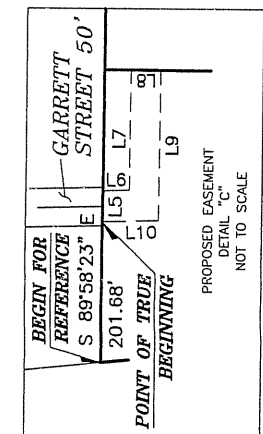 GARRETT
STREET 50'
BEGIN FOR
REFERENCE
S 89°58'23" E
201.68'
L5
L6
L7
L8
L9
L10
POINT OF TRUE
BEGINNING
PROPOSED EASEMENT
DETAIL "C"
NOT TO SCALE